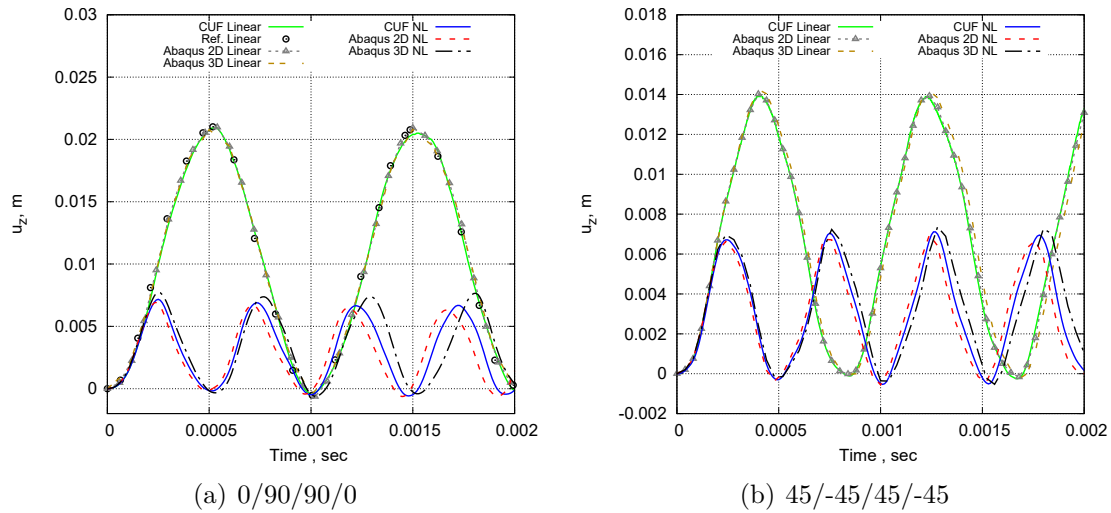 CUF Linear
Ref. Linear
Abaqus 2D Linear
Abaqus 3D Linear
CUF NL
Abaqus 2D NL
Abaqus 3D NL
0.03
0.025
0.02
0.015
0.01
0.005
0
u_z, m
0 0.0005 0.001 0.0015 0.002
Time , sec
(a) 0/90/90/0
CUF Linear
Abaqus 2D Linear
Abaqus 3D Linear
CUF NL
Abaqus 2D NL
Abaqus 3D NL
0.018
0.016
0.014
0.012
0.01
0.008
0.006
0.004
0.002
0
-0.002
u_z, m
0 0.0005 0.001 0.0015 0.002
Time , sec
(b) 45/-45/45/-45